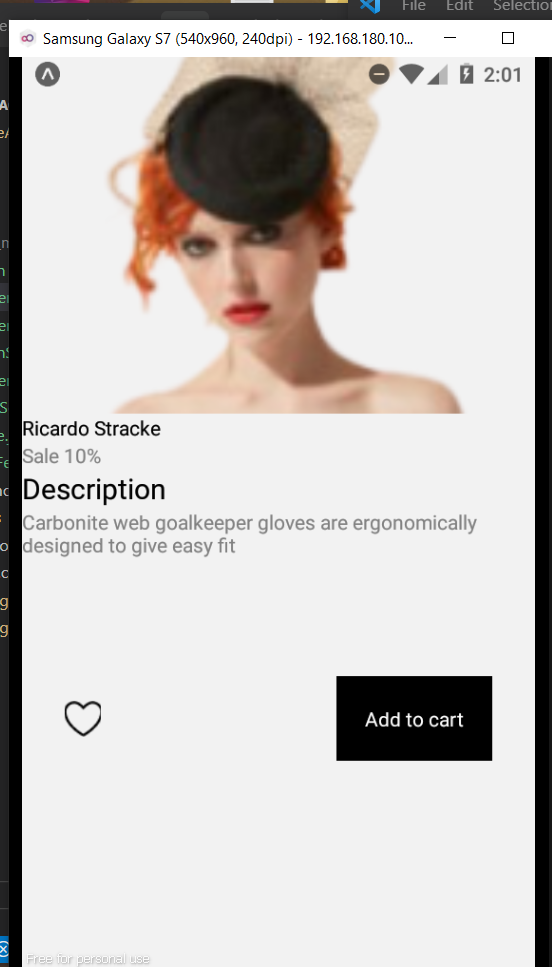 File Edit Selection
Samsung Galaxy S7 (540x960, 240dpi) - 192.168.180.10...
2:01
Ricardo Stracke
Sale 10%
Description
Carbonite web goalkeeper gloves are ergonomically
designed to give easy fit
Add to cart
Free for personal use